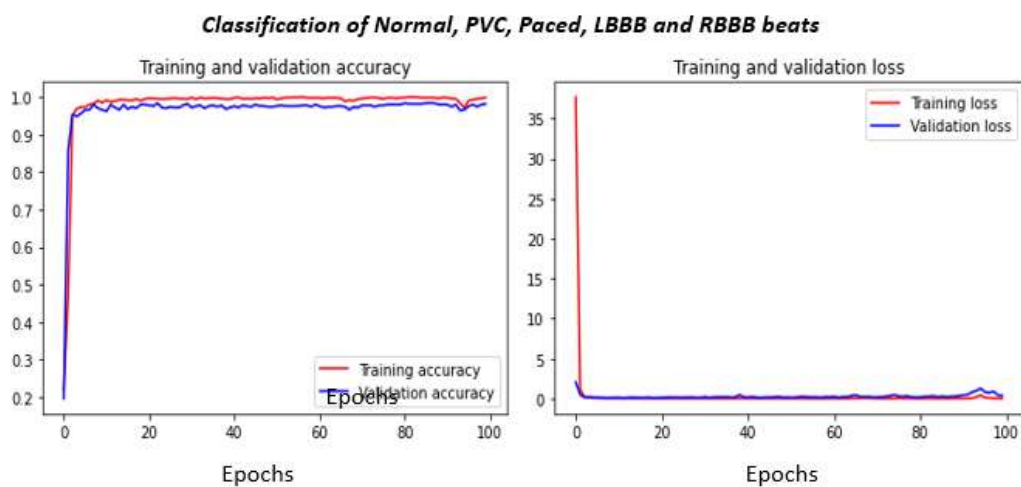 Classification of Normal, PVC, Paced, LBBB and RBBB beats
Training and validation accuracy
1.0
0.9
0.8
0.7
0.6
0.5
0.4
0.3
0.2
Training accuracy
Validation accuracy
Epochs
0 20 40 60 80 100
Epochs
Training and validation loss
35
30
25
20
15
10
5
0
Training loss
Validation loss
0 20 40 60 80 100
Epochs